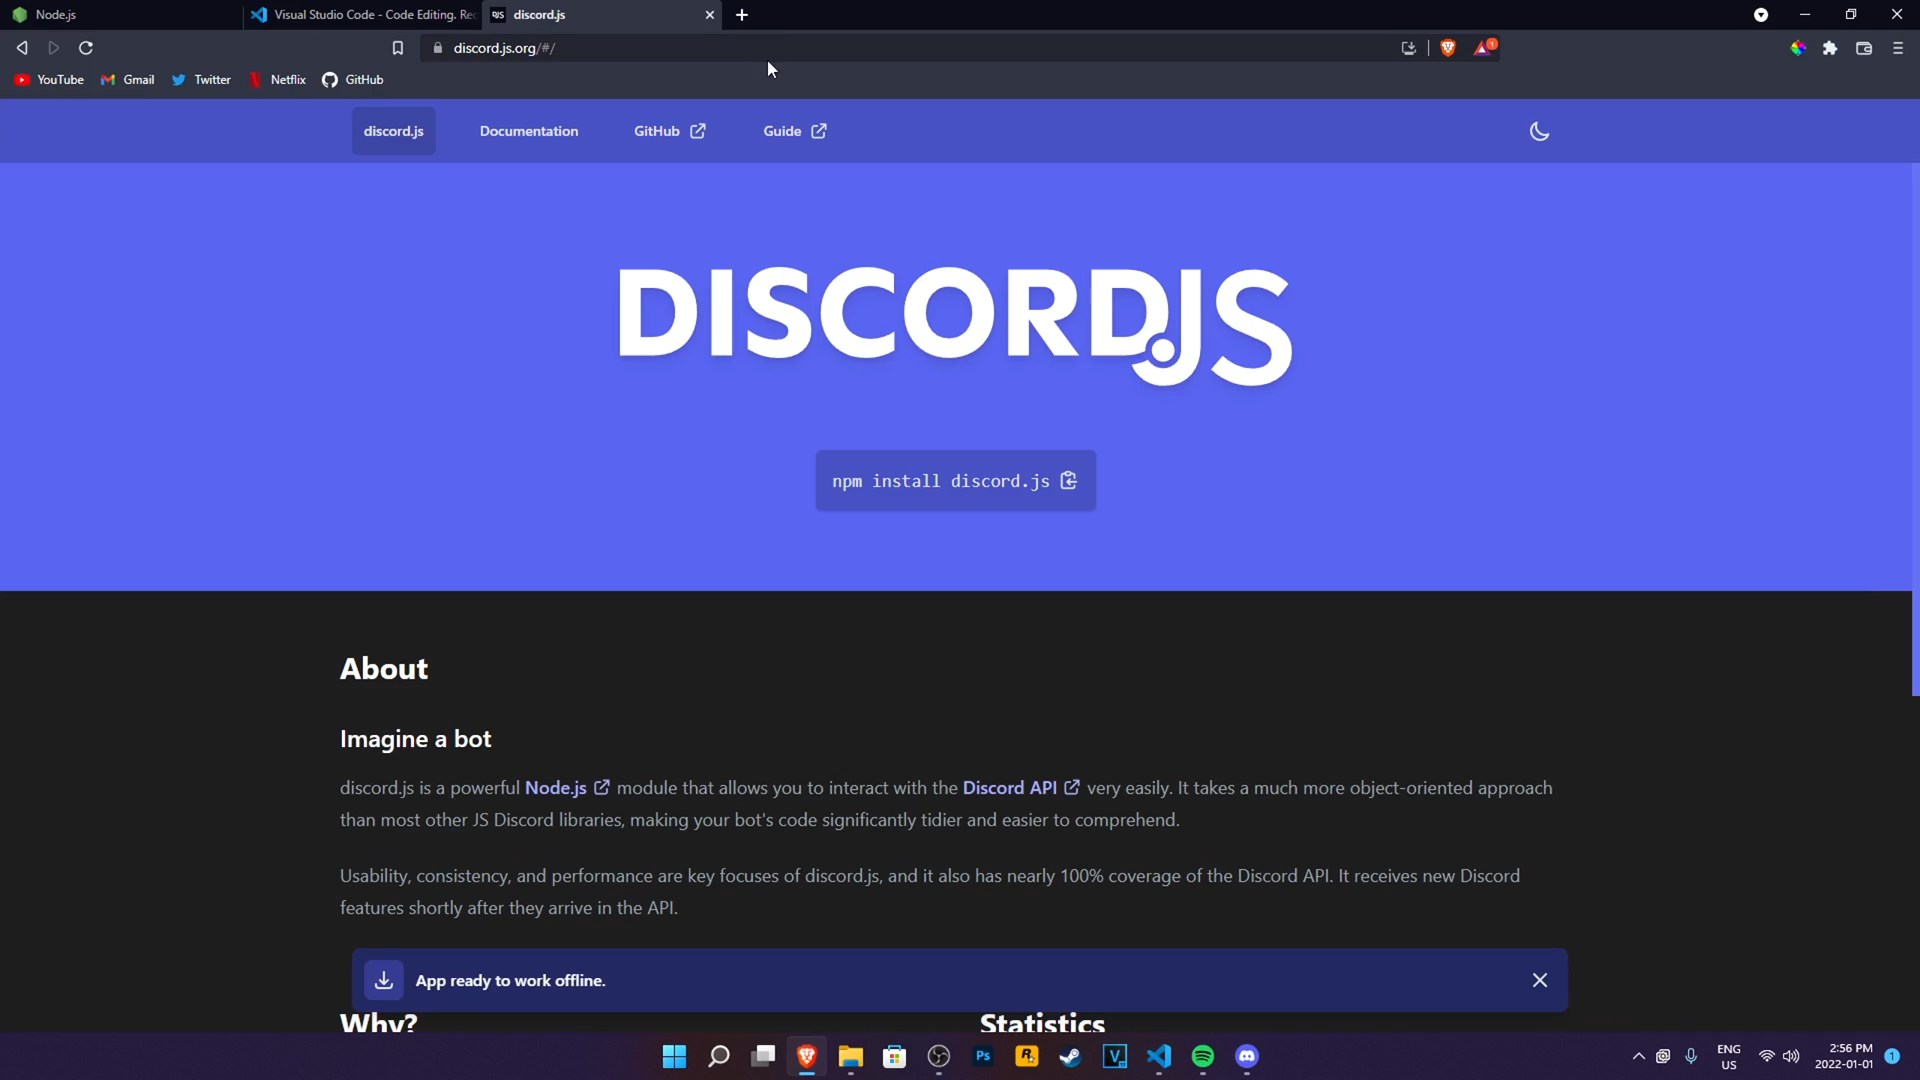 Node.js
Visual Studio Code - Code Editing. Re
DJS discord.js
discord.js.org/#/
1
YouTube
Gmail
Twitter
Netflix
GitHub
discord.js
Documentation
GitHub
Guide
DISCORD.JS
npm install discord.js
About
Imagine a bot
discord.js is a powerful Node.js module that allows you to interact with the Discord API very easily. It takes a much more object-oriented approach
than most other JS Discord libraries, making your bot's code significantly tidier and easier to comprehend.
Usability, consistency, and performance are key focuses of discord.js, and it also has nearly 100% coverage of the Discord API. It receives new Discord
features shortly after they arrive in the API.
App ready to work offline.
Why?
Statistics
Ps
R
V
ENG
US
2:56 PM
2022-01-01
1